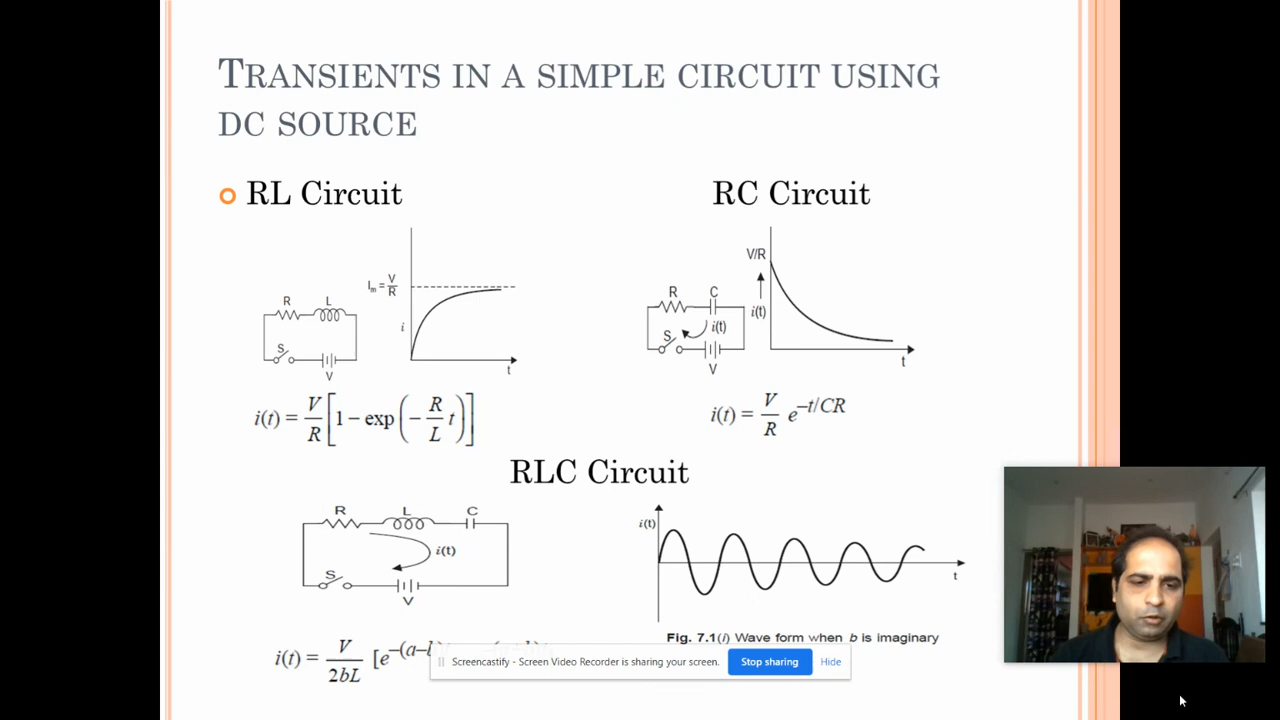 TRANSIENTS IN A SIMPLE CIRCUIT USING
DC SOURCE
RL Circuit
RC Circuit
I_m = V/R
i
t
R L
S
V
V/R
i(t)
t
R C
S i(t)
V
i(t) = V/R [1 – exp (– R/L t)]
i(t) = V/R e^–t/CR
RLC Circuit
R L C
i(t)
S
V
i(t)
t
Fig. 7.1(i) Wave form when b is imaginary
i(t) = V/2bL [e^–(a–
Screencastify - Screen Video Recorder is sharing your screen.
Stop sharing
Hide